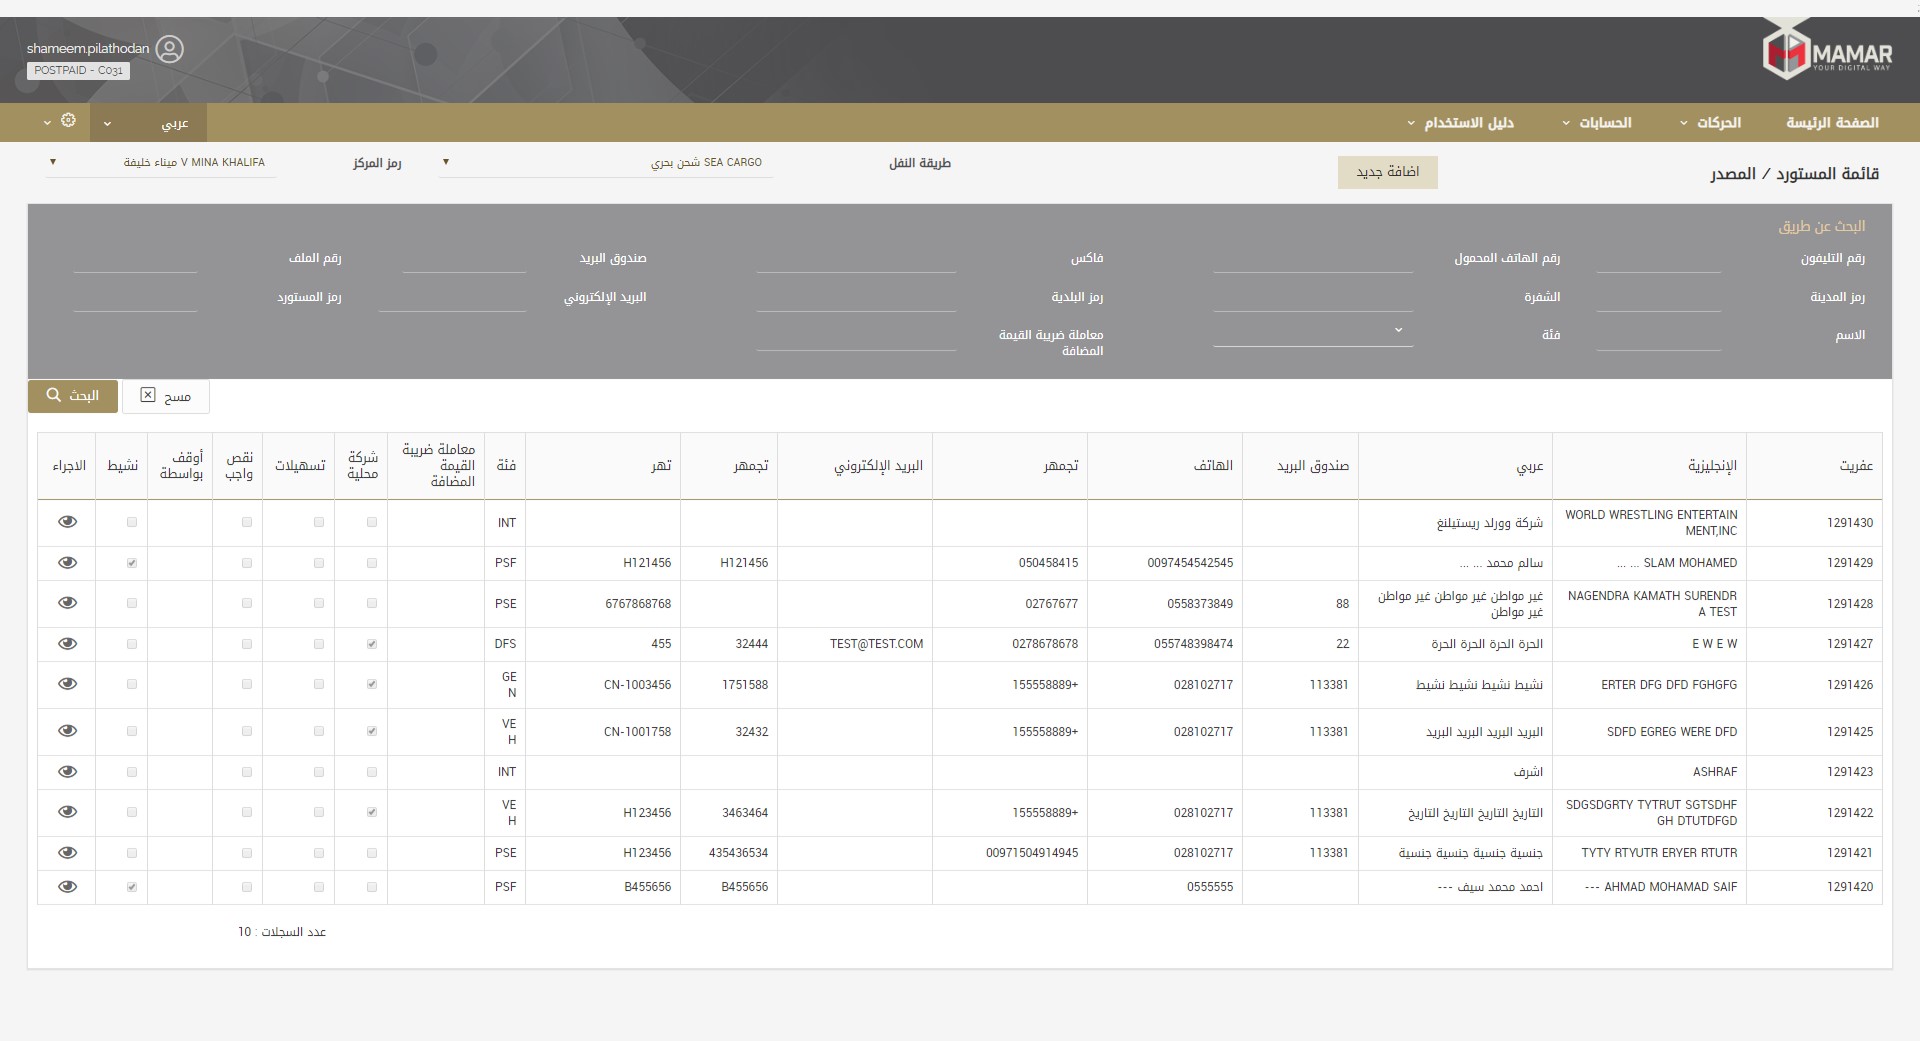 shameem.pilathodan
POSTPAID - C031
MAMAR
YOUR DIGITAL WAY
الصفحة الرئيسة
الحركات
الحسابات
دليل الاستخدام
عربي
قائمة المستورد / المصدر
اضافة جديد
طريقة النفل
SEA CARGO شحن بحري
رمز المركز
V MINA KHALIFA ميناء خليفة
البحث عن طريق
رقم التليفون
رقم الهاتف المحمول
فاكس
صندوق البريد
رقم الملف
رمز المدينة
الشفرة
رمز البلدية
البريد الإلكتروني
رمز المستورد
الاسم
فئة
معاملة ضريبة القيمة
المضافة
مسح
البحث
عفريت
الإنجليزية
عربي
صندوق البريد
الهاتف
تجمهر
البريد الإلكتروني
تجمهر
تهر
فئة
معاملة ضريبة
القيمة
المضافة
شركة
محلية
تسهيلات
نقص
واجب
أوقف
بواسطة
نشيط
الاجراء
1291430
WORLD WRESTLING ENTERTAIN
MENT,INC
شركة وورلد ريستيلنغ
INT
1291429
SLAM MOHAMED ... ...
سالم محمد ... ...
0097454542545
050458415
H121456
H121456
PSF
1291428
NAGENDRA KAMATH SURENDR
A TEST
غير مواطن غير مواطن غير مواطن
غير مواطن
88
0558373849
02767677
6767868768
PSE
1291427
E W E W
الحرة الحرة الحرة الحرة
22
055748398474
0278678678
TEST@TEST.COM
32444
455
DFS
1291426
ERTER DFG DFD FGHGFG
نشيط نشيط نشيط نشيط
113381
028102717
155558889+
1751588
CN-1003456
GE
N
1291425
SDFD EGREG WERE DFD
البريد البريد البريد البريد
113381
028102717
155558889+
32432
CN-1001758
VE
H
1291423
ASHRAF
اشرف
INT
1291422
SDGSDGRTY TYTRUT SGTSDHF
GH DTUTDFGD
التاريخ التاريخ التاريخ التاريخ
113381
028102717
155558889+
3463464
H123456
VE
H
1291421
TYTY RTYUTR ERYER RTUTR
جنسية جنسية جنسية جنسية
113381
028102717
00971504914945
435436534
H123456
PSE
1291420
AHMAD MOHAMAD SAIF ---
احمد محمد سيف ---
0555555
B455656
B455656
PSF
عدد السجلات : 10